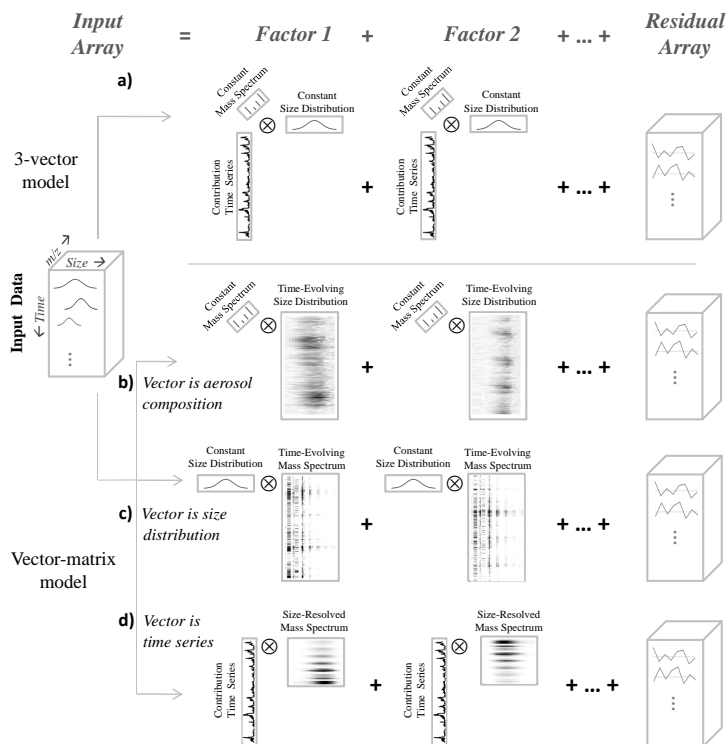 Input Array = Factor 1 + Factor 2 + ... + Residual Array
a)
3-vector model
Constant Mass Spectrum
⊗
Constant Size Distribution
Contribution Time Series
+
Constant Mass Spectrum
⊗
Constant Size Distribution
Contribution Time Series
+ ... +
Input Data
m/z
Size
Time
b) Vector is aerosol composition
Constant Mass Spectrum
⊗
Time-Evolving Size Distribution
+
Constant Mass Spectrum
⊗
Time-Evolving Size Distribution
+ ... +
Vector-matrix model
c) Vector is size distribution
Constant Size Distribution
⊗
Time-Evolving Mass Spectrum
+
Constant Size Distribution
⊗
Time-Evolving Mass Spectrum
+ ... +
d) Vector is time series
Contribution Time Series
⊗
Size-Resolved Mass Spectrum
+
Contribution Time Series
⊗
Size-Resolved Mass Spectrum
+ ... +